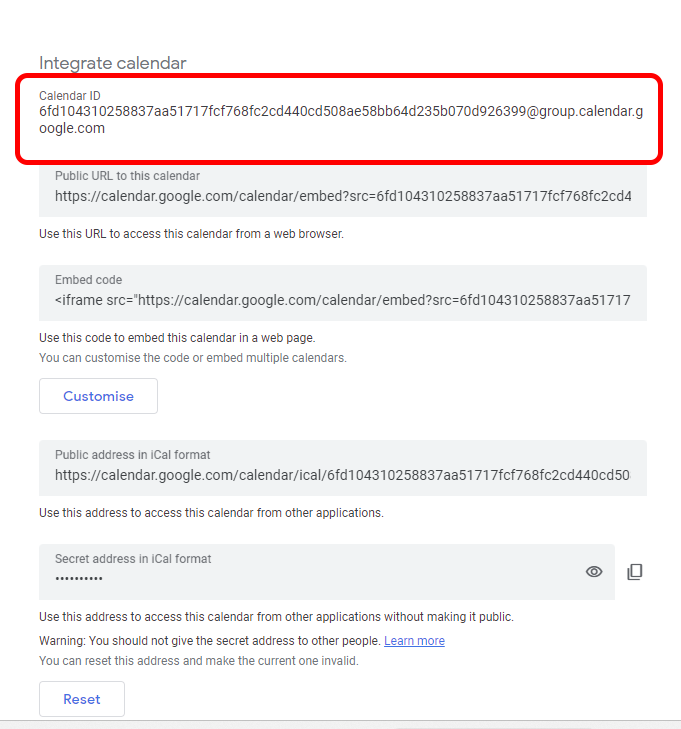 Integrate calendar
Calendar ID
6fd104310258837aa51717fcf768fc2cd440cd508ae58bb64d235b070d926399@group.calendar.g
oogle.com
Public URL to this calendar
https://calendar.google.com/calendar/embed?src=6fd104310258837aa51717fcf768fc2cd4
Use this URL to access this calendar from a web browser.
Embed code
<iframe src="https://calendar.google.com/calendar/embed?src=6fd104310258837aa51717
Use this code to embed this calendar in a web page.
You can customise the code or embed multiple calendars.
Customise
Public address in iCal format
https://calendar.google.com/calendar/ical/6fd104310258837aa51717fcf768fc2cd440cd50
Use this address to access this calendar from other applications.
Secret address in iCal format
••••••••••
Use this address to access this calendar from other applications without making it public.
Warning: You should not give the secret address to other people. Learn more
You can reset this address and make the current one invalid.
Reset